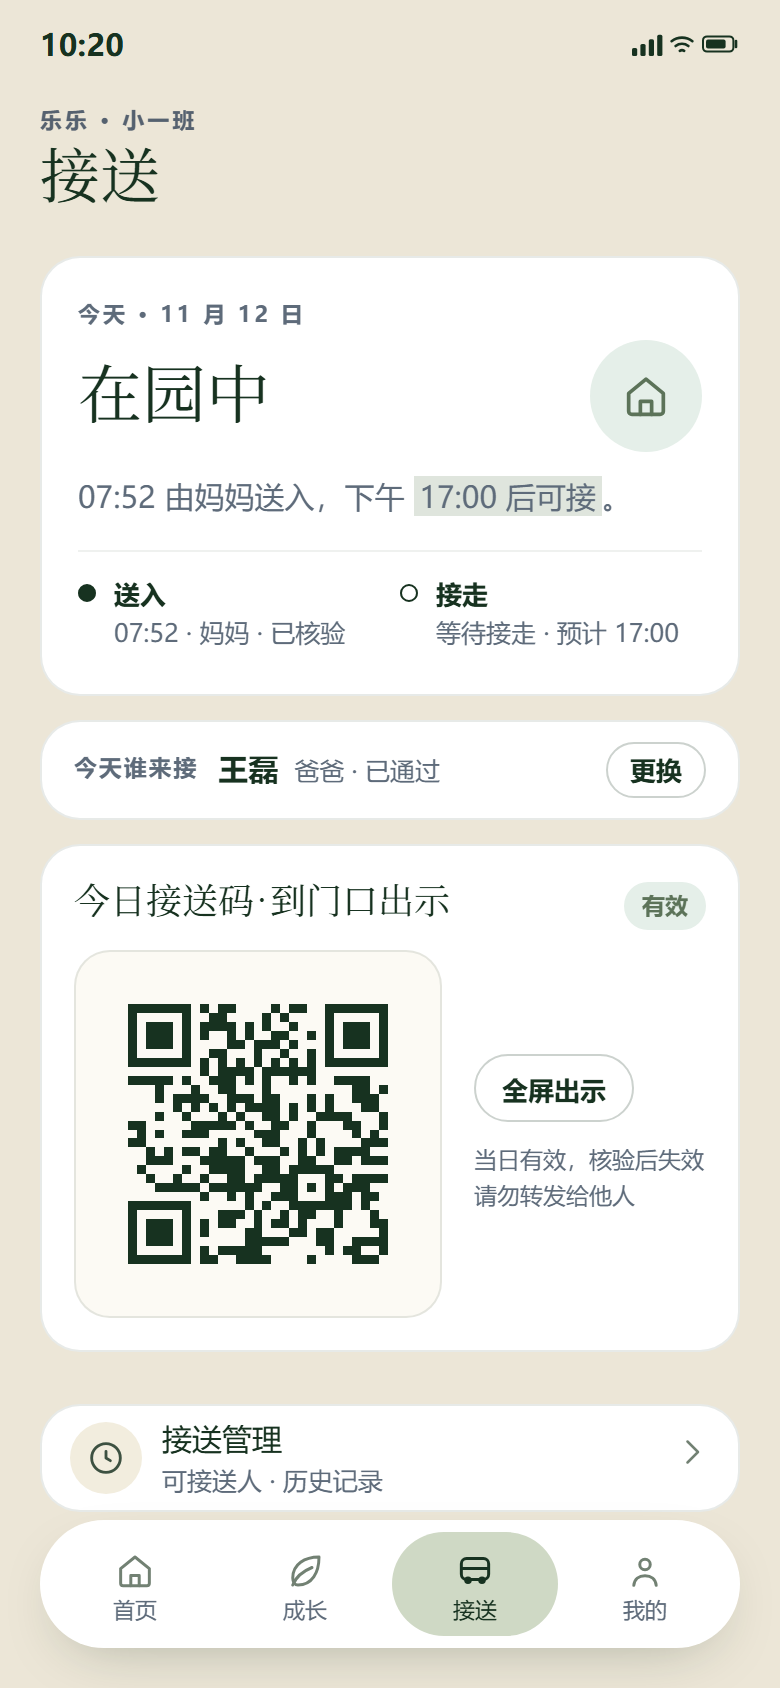 10:20
乐乐 • 小一班
接送
今天 • 11 月 12 日
在园中
07:52 由妈妈送入，下午 17:00 后可接。
送入
07:52 · 妈妈 · 已核验
接走
等待接走 · 预计 17:00
今天谁来接 王磊 爸爸 · 已通过 更换
今日接送码·到门口出示 有效
全屏出示
当日有效，核验后失效
请勿转发给他人
接送管理
可接送人 · 历史记录
首页 成长 接送 我的